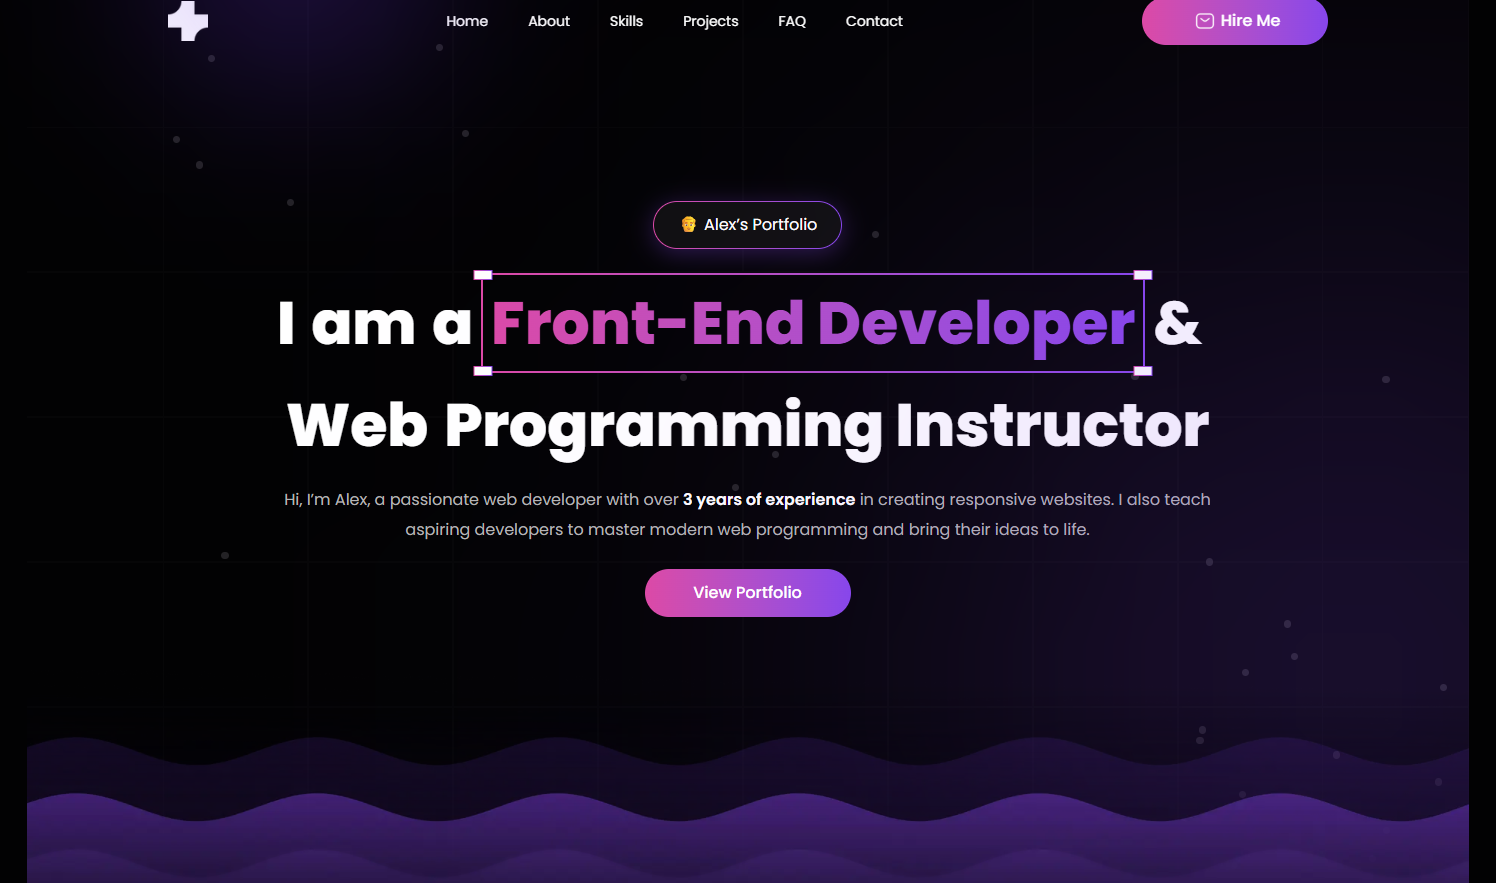 Home About Skills Projects FAQ Contact Hire Me
Alex’s Portfolio
I am a Front-End Developer &
Web Programming Instructor
Hi, I’m Alex, a passionate web developer with over 3 years of experience in creating responsive websites. I also teach
aspiring developers to master modern web programming and bring their ideas to life.
View Portfolio